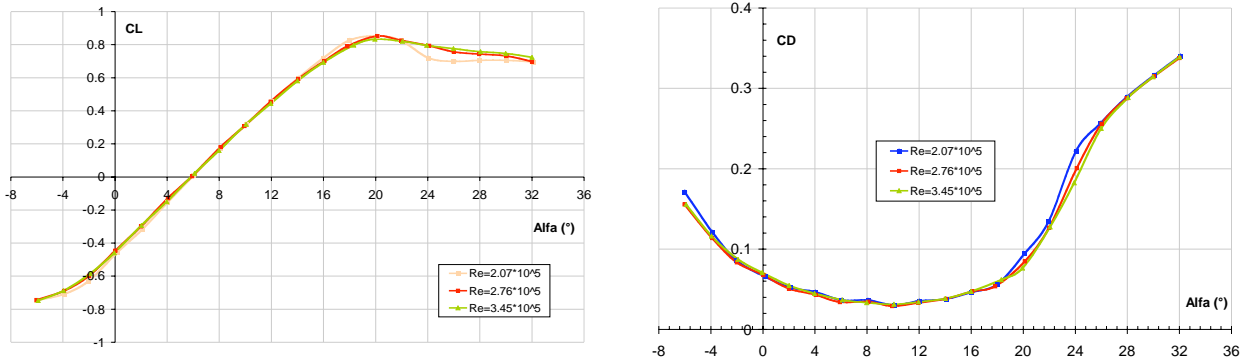 CL
1
0.8
0.6
0.4
0.2
0
-0.2
-0.4
-0.6
-0.8
-1
-8 -4 0 4 8 12 16 20 24 28 32 36
Alfa (°)
Re=2.07*10^5
Re=2.76*10^5
Re=3.45*10^5
CD
0.4
0.3
0.2
0.1
0
-8 -4 0 4 8 12 16 20 24 28 32 36
Alfa (°)
Re=2.07*10^5
Re=2.76*10^5
Re=3.45*10^5